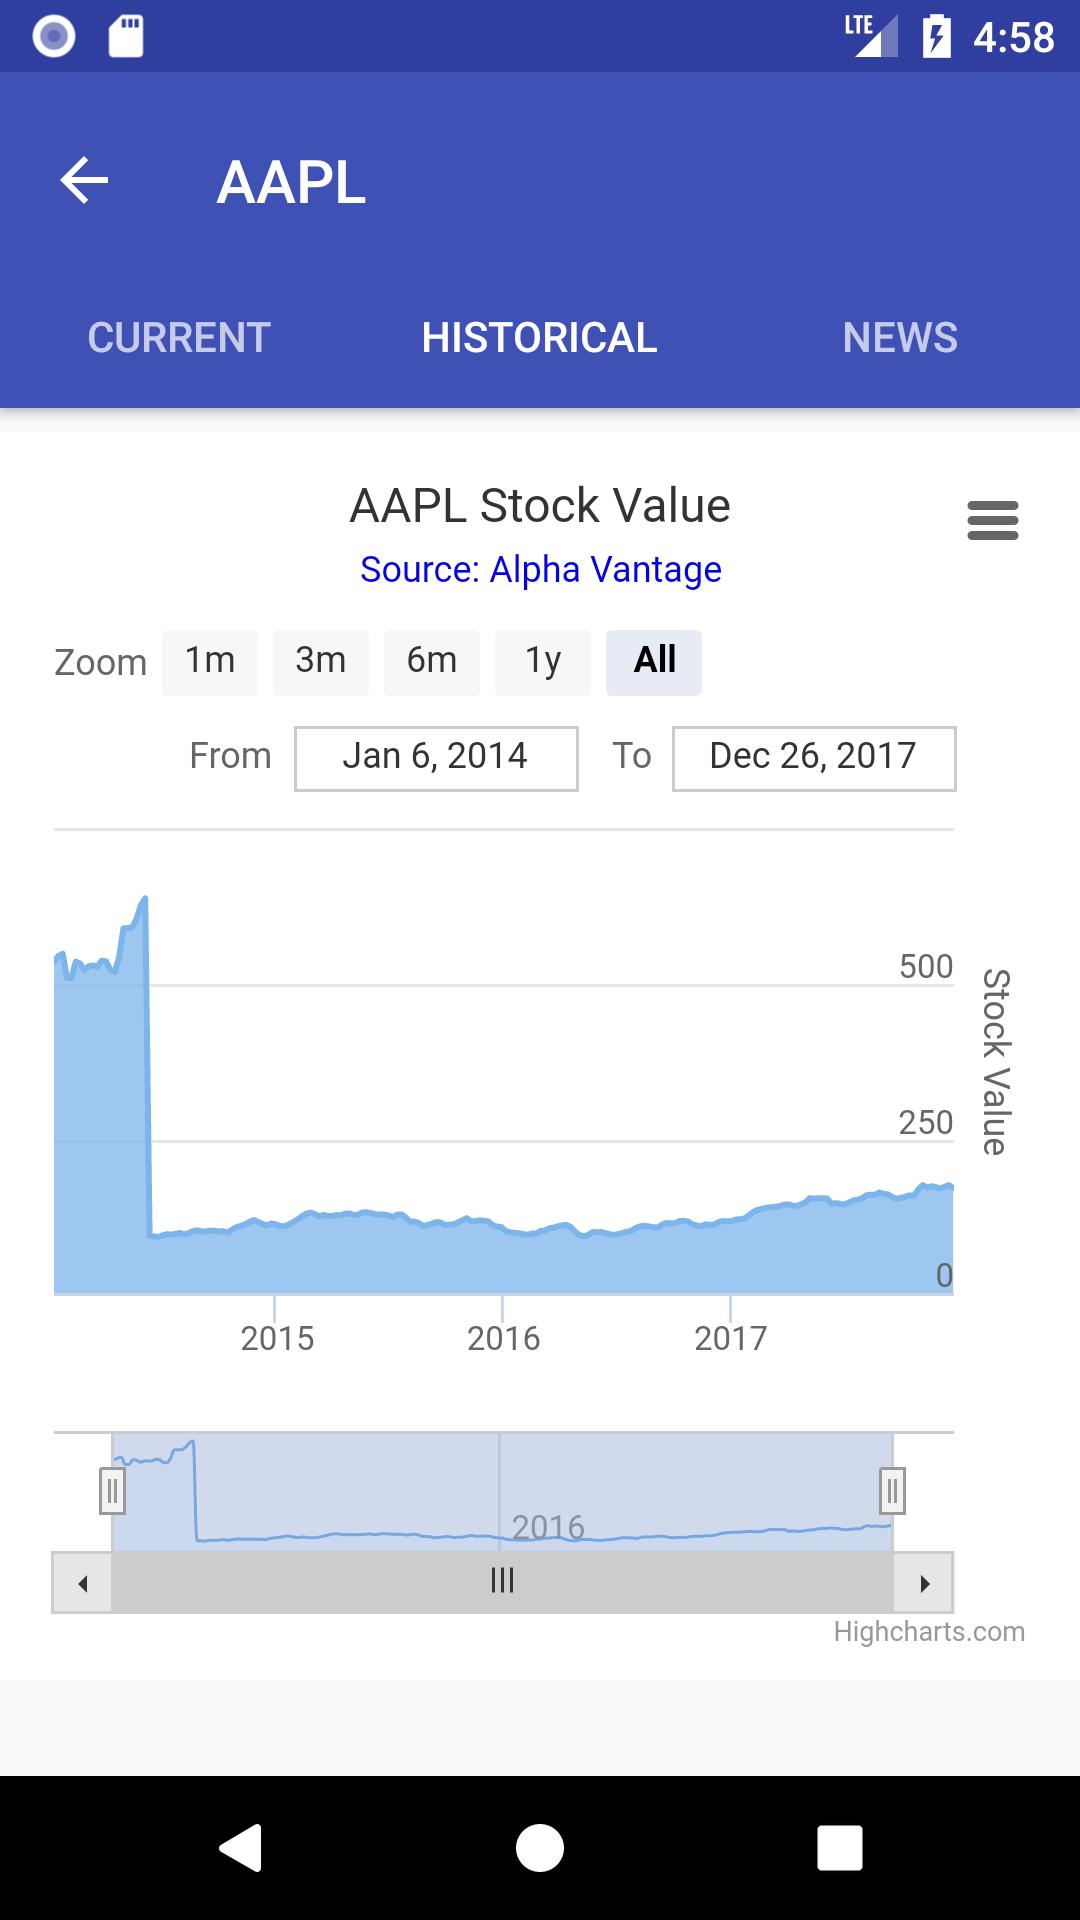 LTE 4:58
AAPL
CURRENT HISTORICAL NEWS
AAPL Stock Value
Source: Alpha Vantage
Zoom 1m 3m 6m 1y All
From Jan 6, 2014 To Dec 26, 2017
500
250
0
Stock Value
2015 2016 2017
2016
Highcharts.com